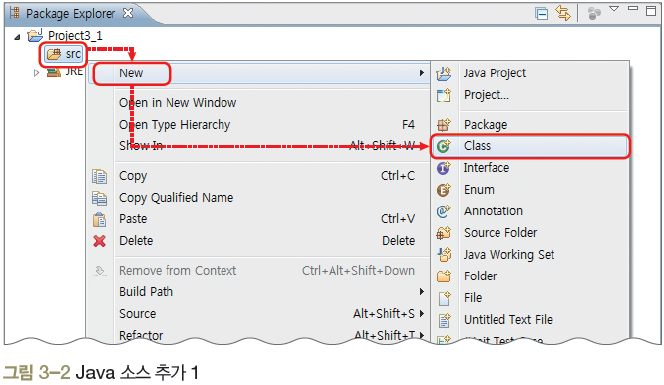 Package Explorer
Project3_1
src
JRE
New
Open in New Window
Open Type Hierarchy F4
Show In Alt+Shift+W
Copy Ctrl+C
Copy Qualified Name
Paste Ctrl+V
Delete Delete
Remove from Context Ctrl+Alt+Shift+Down
Build Path
Source Alt+Shift+S
Refactor Alt+Shift+T
Java Project
Project...
Package
Class
Interface
Enum
Annotation
Source Folder
Java Working Set
Folder
File
Untitled Text File
Test Case
그림 3-2 Java 소스 추가 1